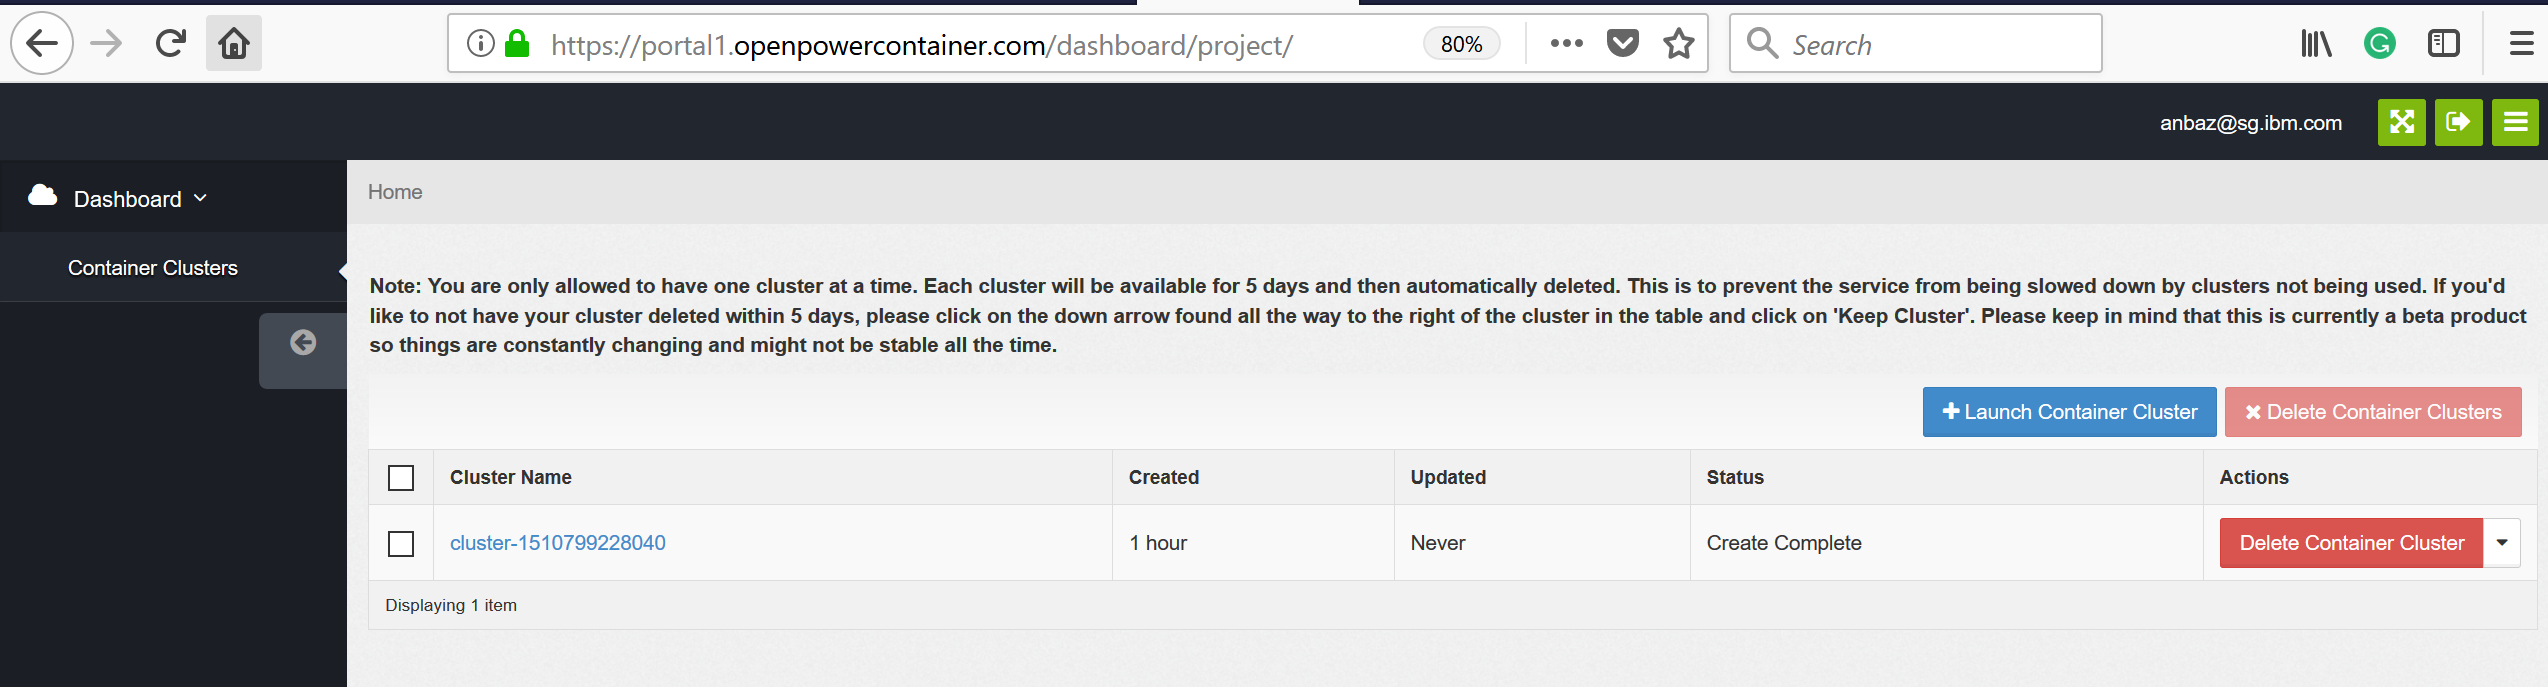 https://portal1.openpowercontainer.com/dashboard/project/
80%
Search
anbaz@sg.ibm.com
Dashboard
Home
Container Clusters
Note: You are only allowed to have one cluster at a time. Each cluster will be available for 5 days and then automatically deleted. This is to prevent the service from being slowed down by clusters not being used. If you'd
like to not have your cluster deleted within 5 days, please click on the down arrow found all the way to the right of the cluster in the table and click on 'Keep Cluster'. Please keep in mind that this is currently a beta product
so things are constantly changing and might not be stable all the time.
Launch Container Cluster
Delete Container Clusters
Cluster Name Created Updated Status Actions
cluster-1510799228040 1 hour Never Create Complete Delete Container Cluster
Displaying 1 item